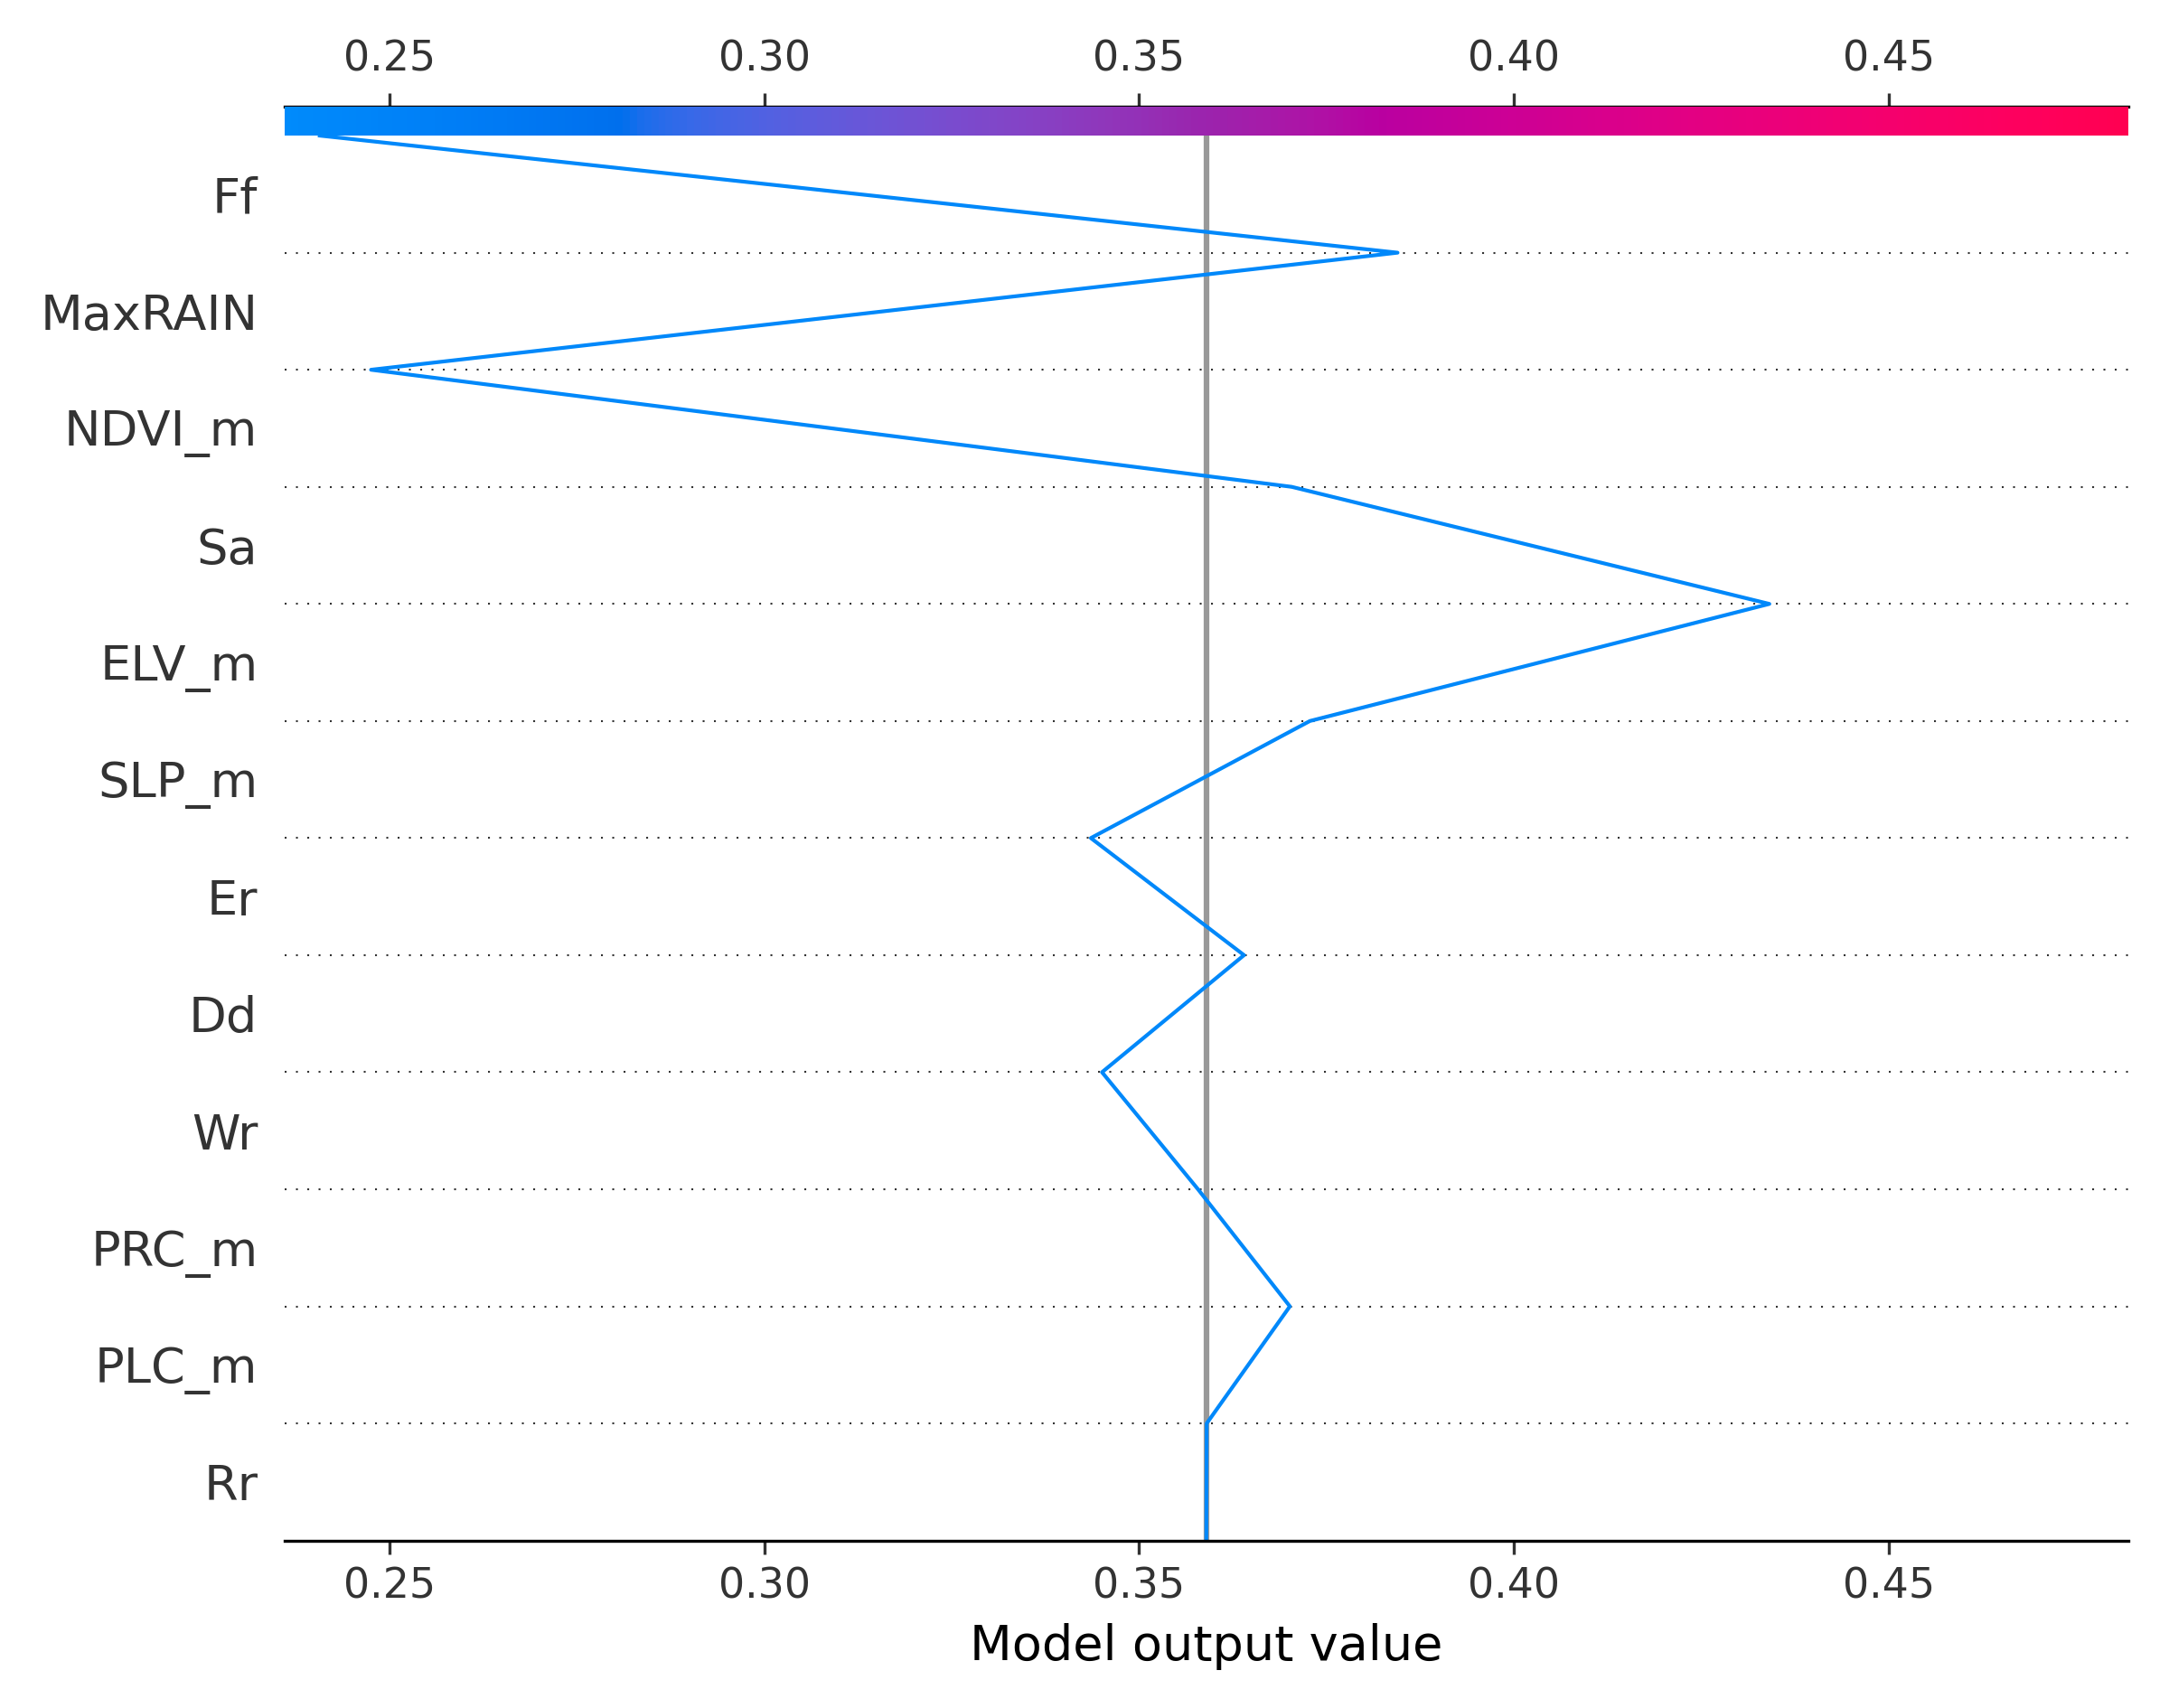 0.25 0.30 0.35 0.40 0.45
Ff
MaxRAIN
NDVI_m
Sa
ELV_m
SLP_m
Er
Dd
Wr
PRC_m
PLC_m
Rr
0.25 0.30 0.35 0.40 0.45
Model output value